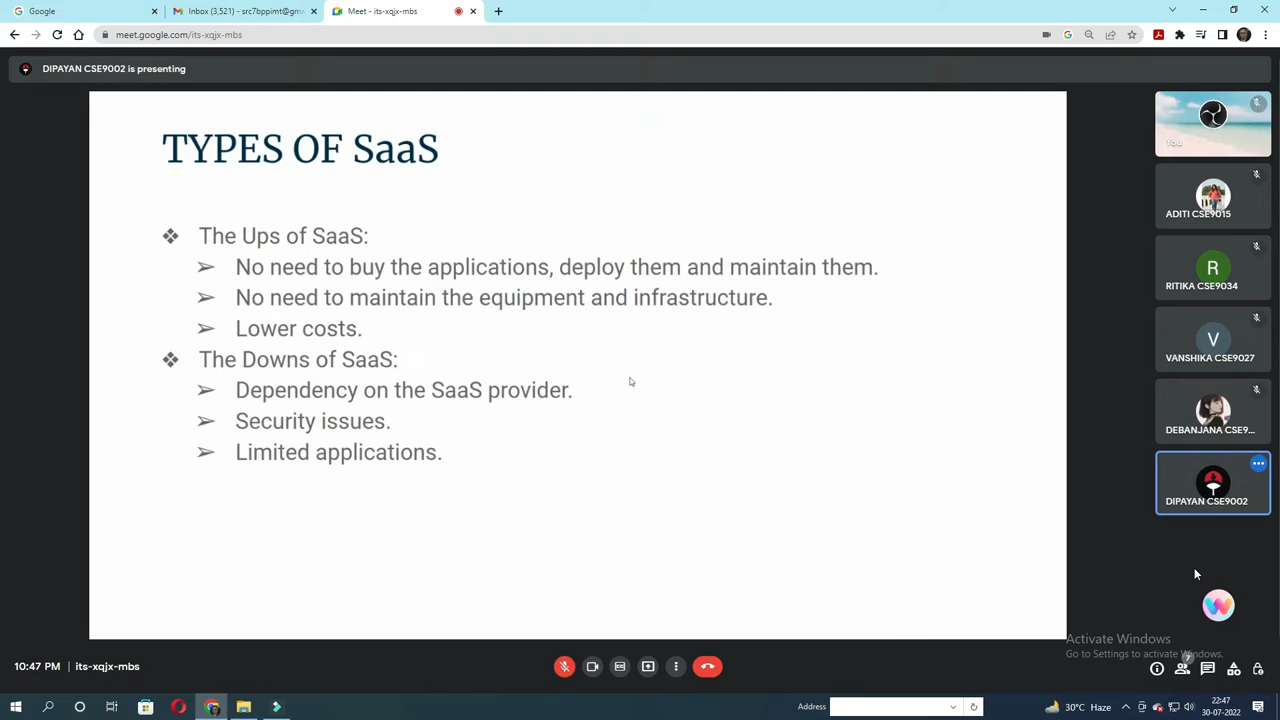 Google
Inbox (3,521) - src7bppimt@gma
Meet - its-xqjx-mbs
meet.google.com/its-xqjx-mbs
DIPAYAN CSE9002 is presenting
TYPES OF SaaS
❖ The Ups of SaaS:
➢ No need to buy the applications, deploy them and maintain them.
➢ No need to maintain the equipment and infrastructure.
➢ Lower costs.
❖ The Downs of SaaS:
➢ Dependency on the SaaS provider.
➢ Security issues.
➢ Limited applications.
You
ADITI CSE9015
R
RITIKA CSE9034
V
VANSHIKA CSE9027
DEBANJANA CSE9...
DIPAYAN CSE9002
Activate Windows
Go to Settings to activate Windows.
10:47 PM | its-xqjx-mbs
7
Address
30°C Haze
22:47
30-07-2022